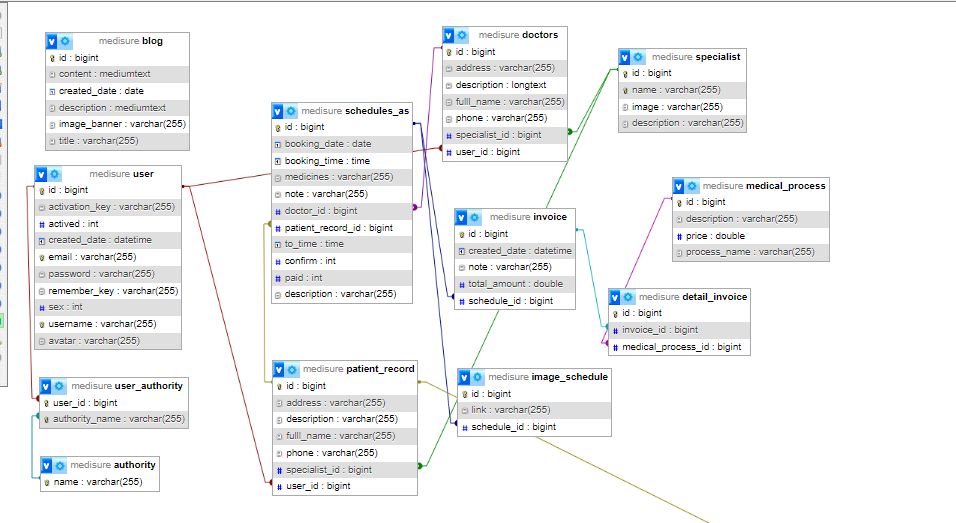 medisure blog
id : bigint
content : mediumtext
created_date : date
description : mediumtext
image_banner : varchar(255)
title : varchar(255)
medisure user
id : bigint
activation_key : varchar(255)
actived : int
created_date : datetime
email : varchar(255)
password : varchar(255)
remember_key : varchar(255)
sex : int
username : varchar(255)
avatar : varchar(255)
medisure user_authority
user_id : bigint
authority_name : varchar(255)
medisure authority
name : varchar(255)
medisure schedules_as
id : bigint
booking_date : date
booking_time : time
medicines : varchar(255)
note : varchar(255)
doctor_id : bigint
patient_record_id : bigint
to_time : time
confirm : int
paid : int
description : varchar(255)
medisure patient_record
id : bigint
address : varchar(255)
description : varchar(255)
fulll_name : varchar(255)
phone : varchar(255)
specialist_id : bigint
user_id : bigint
medisure doctors
id : bigint
address : varchar(255)
description : longtext
fulll_name : varchar(255)
phone : varchar(255)
specialist_id : bigint
user_id : bigint
medisure invoice
id : bigint
created_date : datetime
note : varchar(255)
total_amount : double
schedule_id : bigint
medisure image_schedule
id : bigint
link : varchar(255)
schedule_id : bigint
medisure specialist
id : bigint
name : varchar(255)
image : varchar(255)
description : varchar(255)
medisure medical_process
id : bigint
description : varchar(255)
price : double
process_name : varchar(255)
medisure detail_invoice
id : bigint
invoice_id : bigint
medical_process_id : bigint